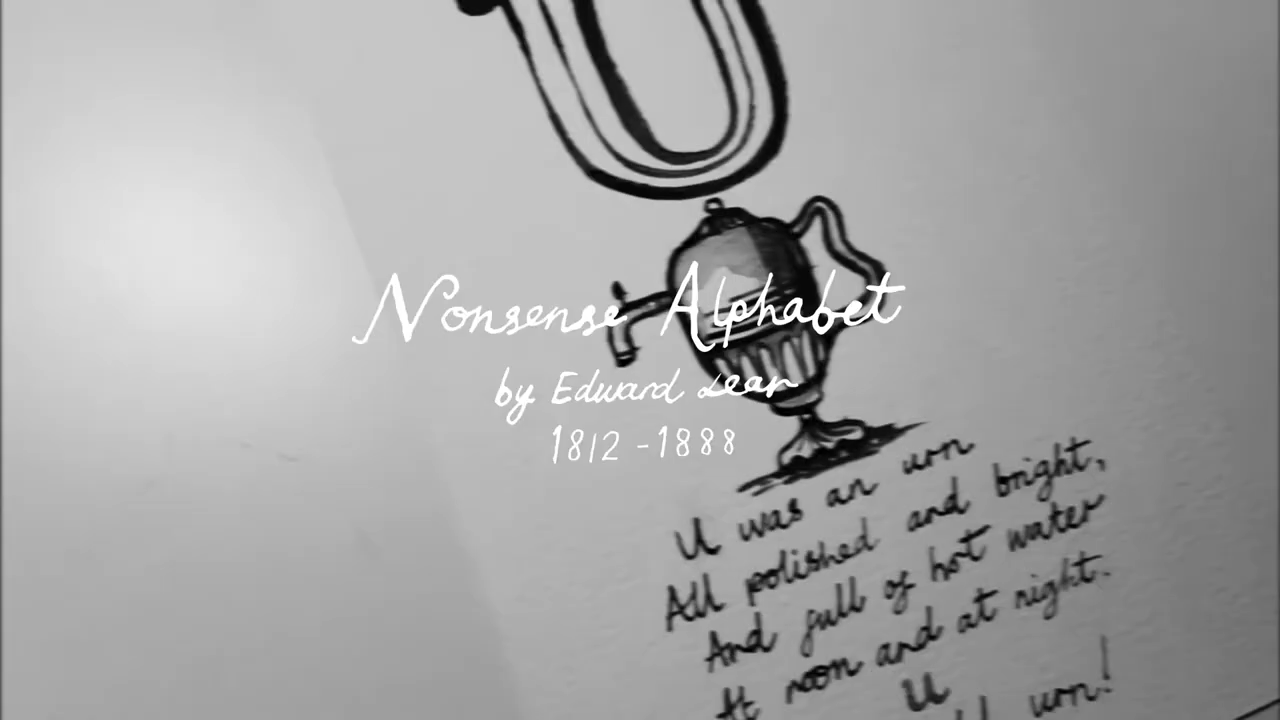 U
Nonsense Alphabet
by Edward Lear
1812 - 1888
U was an urn
All polished and bright,
And full of hot water
At noon and at night.
U
urn!